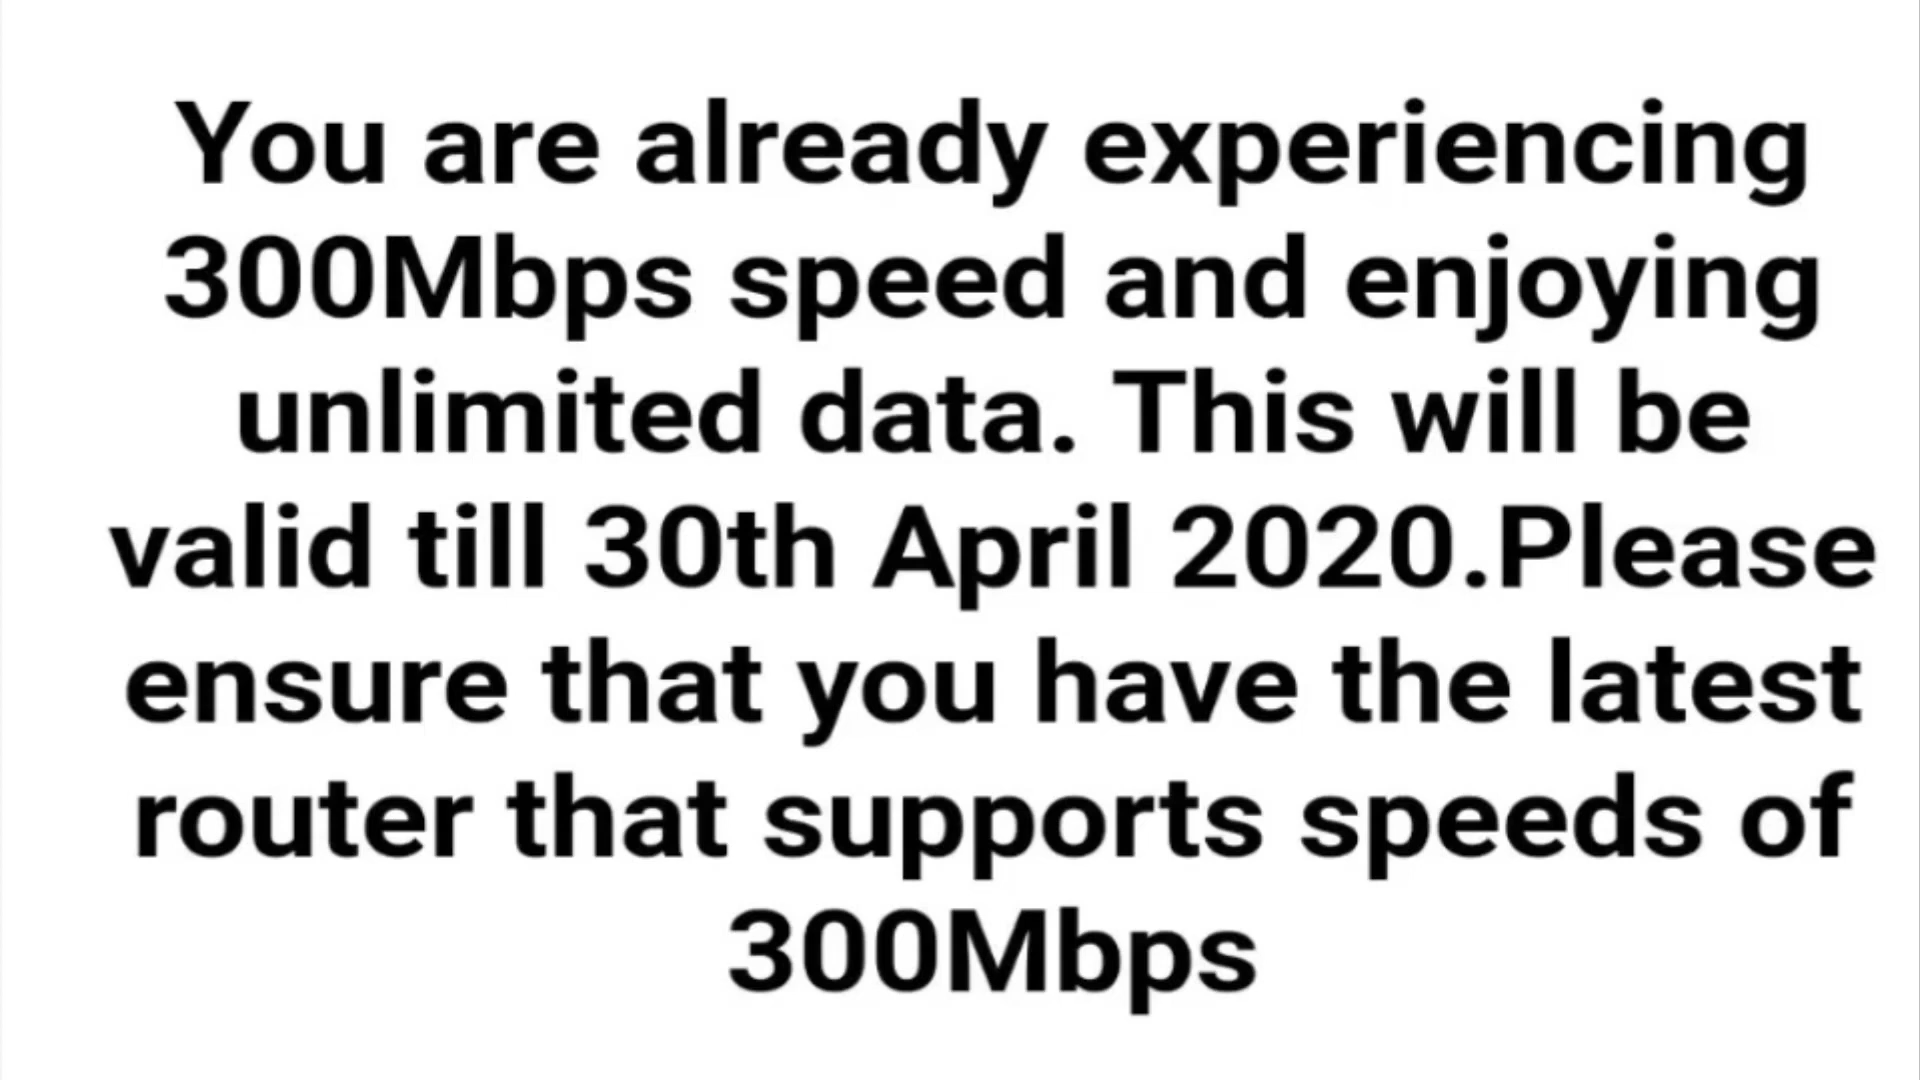 You are already experiencing
300Mbps speed and enjoying
unlimited data. This will be
valid till 30th April 2020.Please
ensure that you have the latest
router that supports speeds of
300Mbps